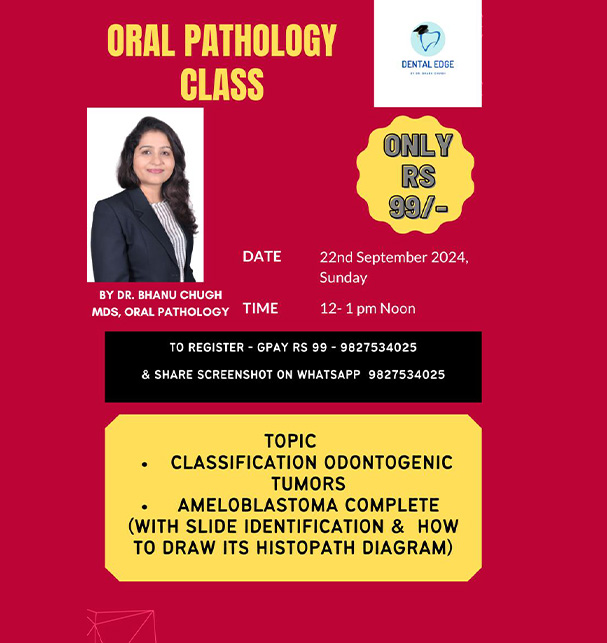 ORAL PATHOLOGY
CLASS
DENTAL EDGE
ONLY
RS
99/-
DATE
22nd September 2024,
Sunday
BY DR. BHANU CHUGH
MDS, ORAL PATHOLOGY
TIME
12- 1 pm Noon
TO REGISTER - GPAY RS 99 - 9827534025
& SHARE SCREENSHOT ON WHATSAPP 9827534025
TOPIC
• CLASSIFICATION ODONTOGENIC
TUMORS
• AMELOBLASTOMA COMPLETE
(WITH SLIDE IDENTIFICATION & HOW
TO DRAW ITS HISTOPATH DIAGRAM)